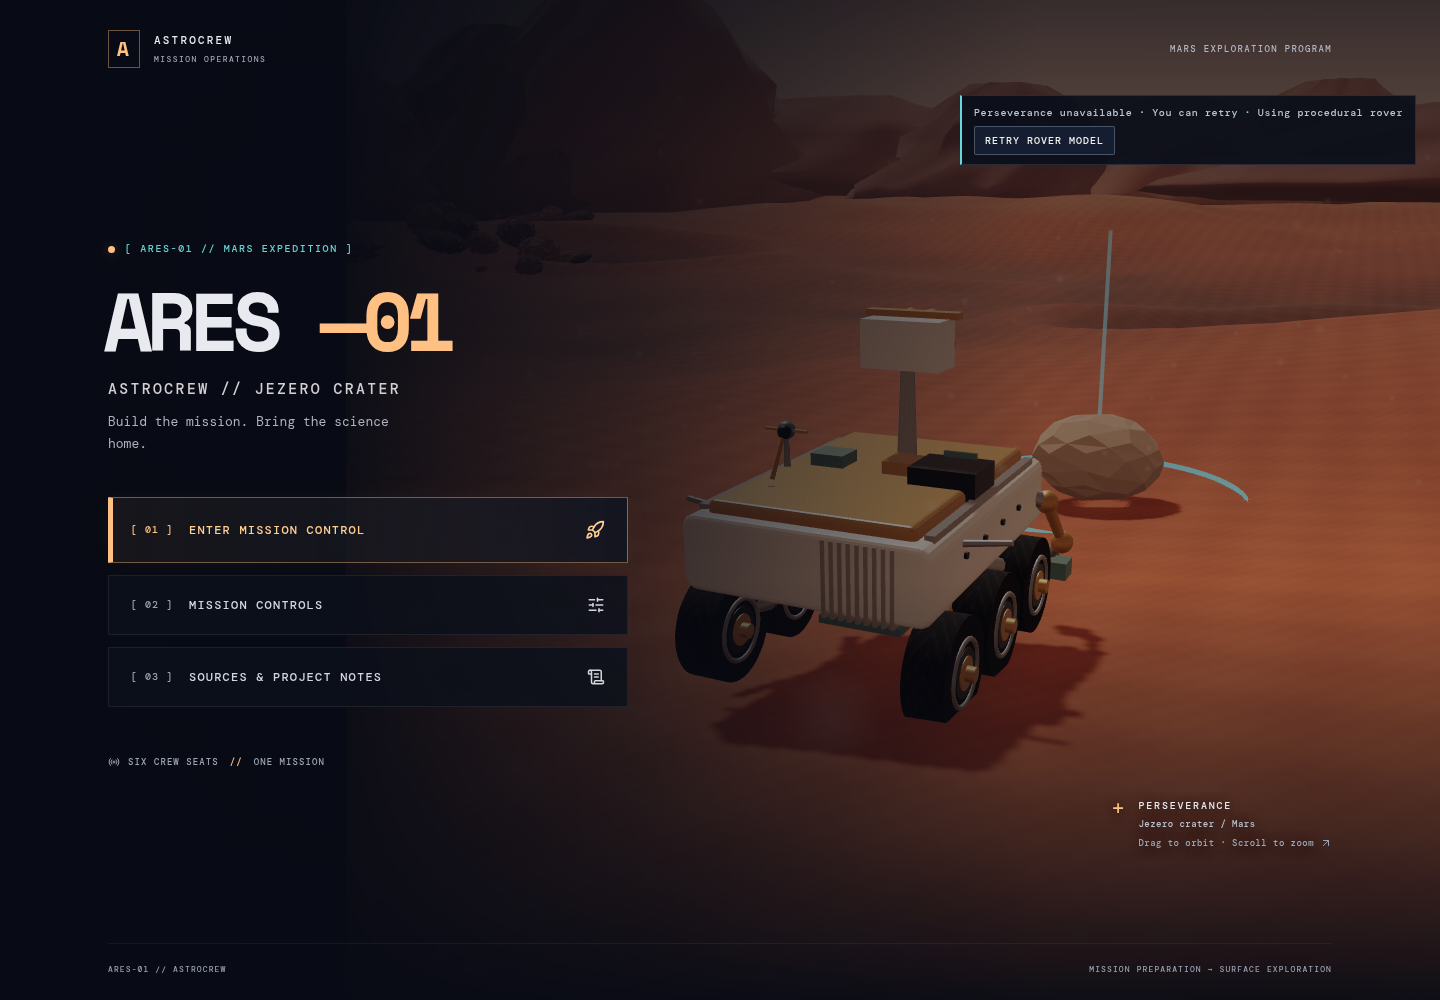 A
ASTROCREW
MISSION OPERATIONS
MARS EXPLORATION PROGRAM
Perseverance unavailable · You can retry · Using procedural rover
RETRY ROVER MODEL
[ ARES-01 // MARS EXPEDITION ]
ARES —01
ASTROCREW // JEZERO CRATER
Build the mission. Bring the science
home.
[ 01 ] ENTER MISSION CONTROL
[ 02 ] MISSION CONTROLS
[ 03 ] SOURCES & PROJECT NOTES
SIX CREW SEATS // ONE MISSION
PERSEVERANCE
Jezero crater / Mars
Drag to orbit · Scroll to zoom
ARES-01 // ASTROCREW
MISSION PREPARATION → SURFACE EXPLORATION